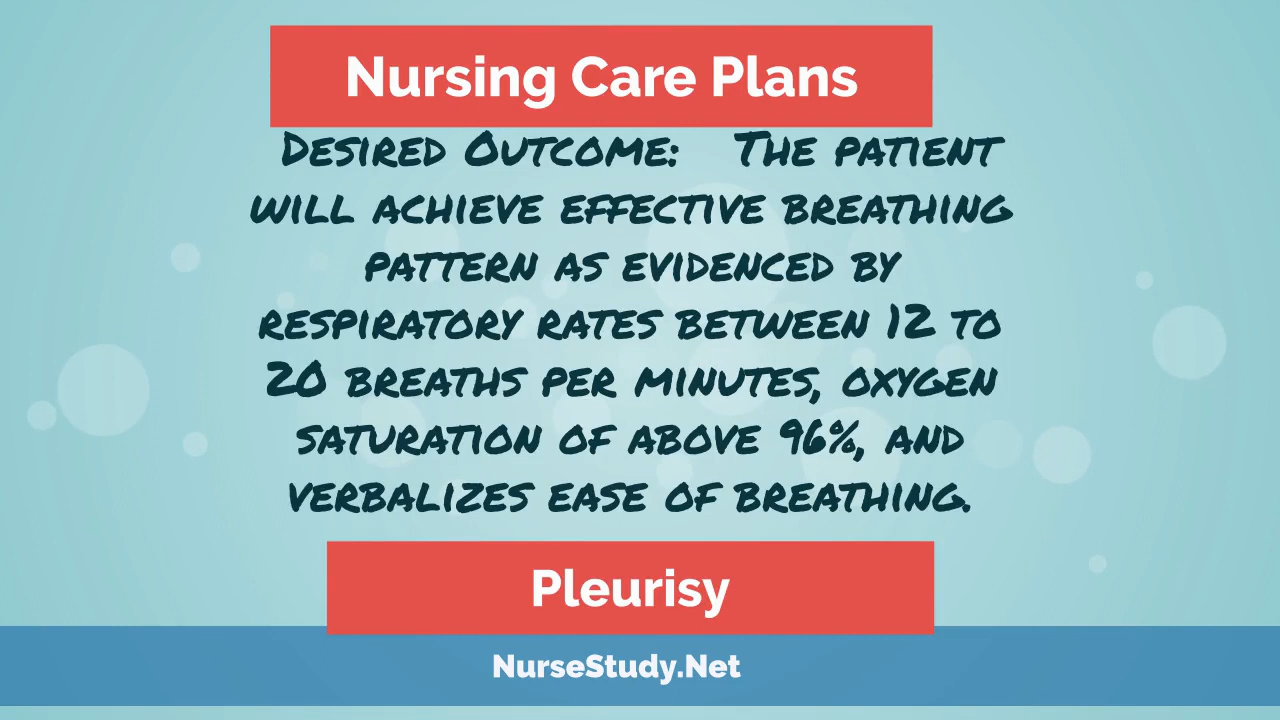 Nursing Care Plans
Desired Outcome: The patient
will achieve effective breathing
pattern as evidenced by
respiratory rates between 12 to
20 breaths per minutes, oxygen
saturation of above 96%, and
verbalizes ease of breathing.
Pleurisy
NurseStudy.Net